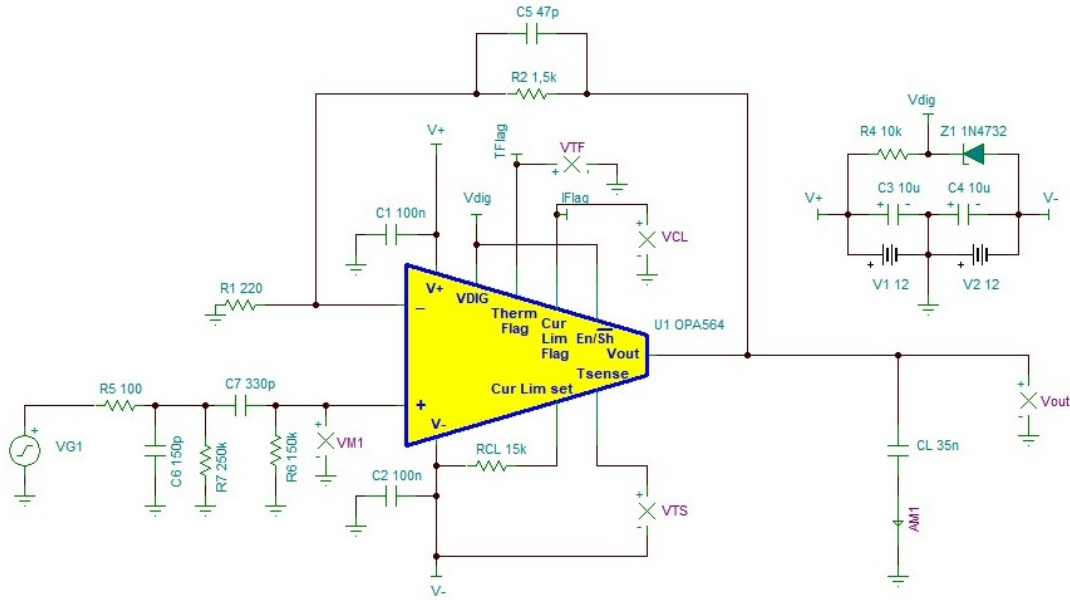 C5 47p
R2 1,5k
V+
TFlag
VTF
+
-
Vdig
IFlag
C1 100n
+
VCL
-
R1 220
V+
VDIG
Therm
Flag
Cur
Lim
Flag
En/Sh
Vout
Tsense
Cur Lim set
−
+
V-
U1 OPA564
Vdig
R4 10k
Z1 1N4732
C3 10u
C4 10u
+
-
+
-
V+
V-
+
+
V1 12
V2 12
R5 100
C7 330p
+
VG1
C6 150p
R7 250k
R6 150k
+
VM1
-
RCL 15k
C2 100n
+
VTS
-
V-
+
Vout
-
CL 35n
AM1